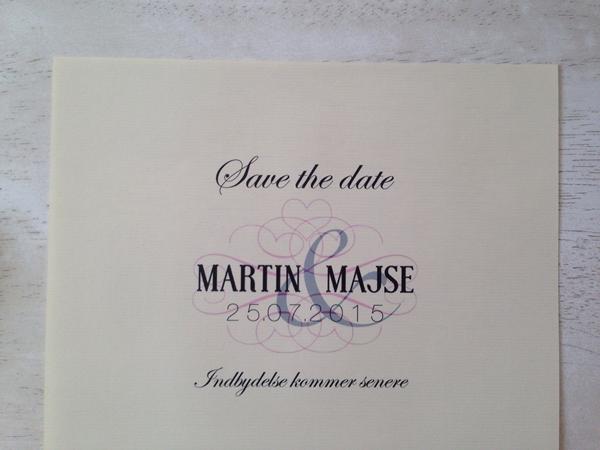 Save the date
MARTIN & MAJSE
25.07.2015
Indbydelse kommer senere